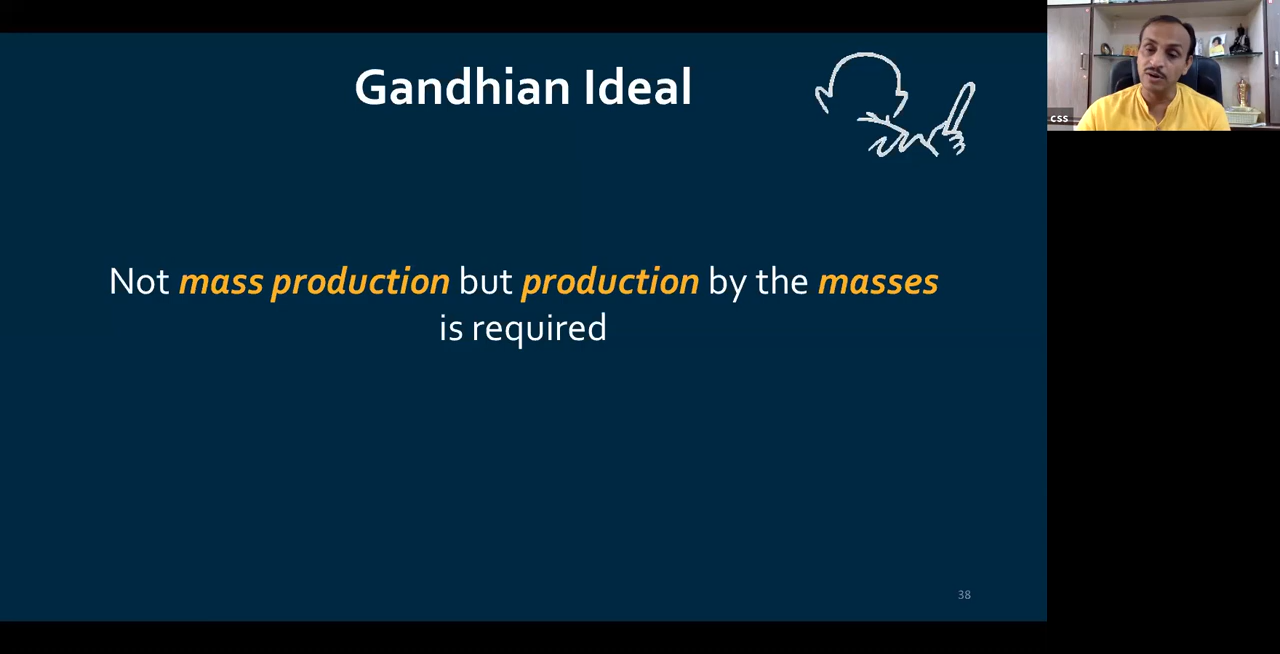 Gandhian Ideal
Not mass production but production by the masses
is required
38
css